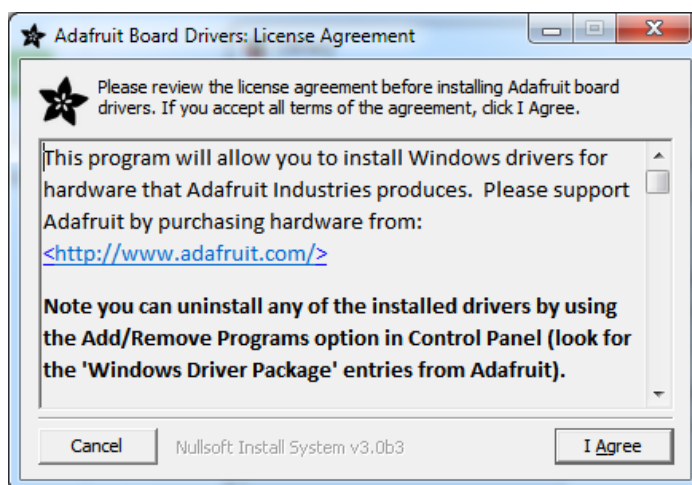 Adafruit Board Drivers: License Agreement
Please review the license agreement before installing Adafruit board
drivers. If you accept all terms of the agreement, click I Agree.
This program will allow you to install Windows drivers for
hardware that Adafruit Industries produces.  Please support
Adafruit by purchasing hardware from:
<http://www.adafruit.com/>
Note you can uninstall any of the installed drivers by using
the Add/Remove Programs option in Control Panel (look for
the 'Windows Driver Package' entries from Adafruit).
Cancel Nullsoft Install System v3.0b3 I Agree